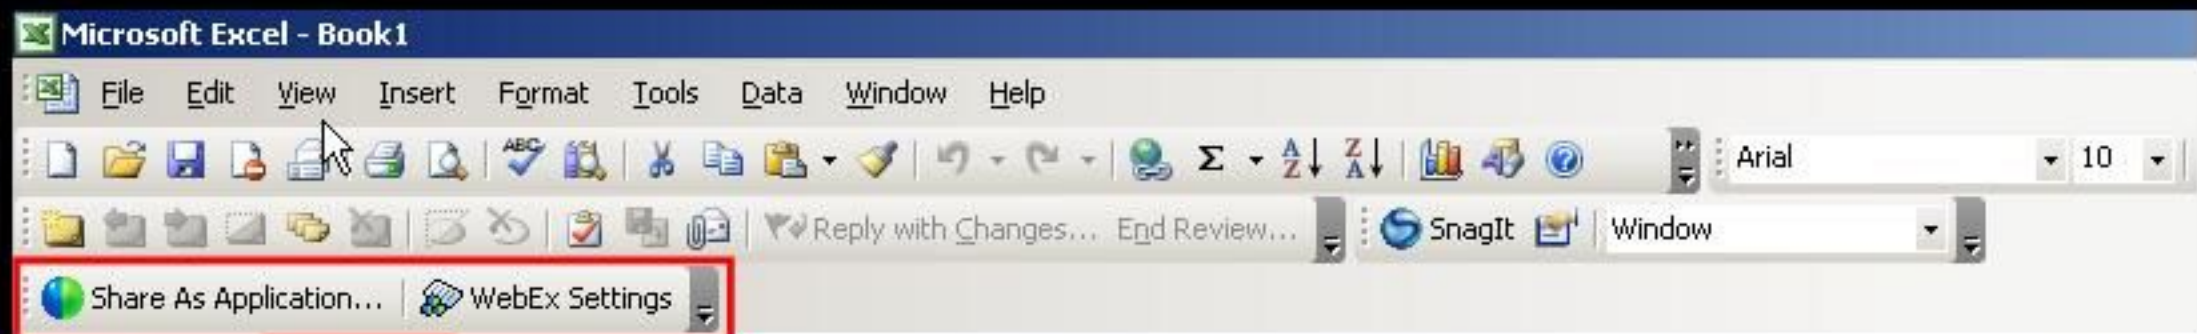 Microsoft Excel - Book1
File Edit View Insert Format Tools Data Window Help
ABC Σ A Z Z A Arial 10
Reply with Changes... End Review... SnagIt Window
Share As Application... WebEx Settings